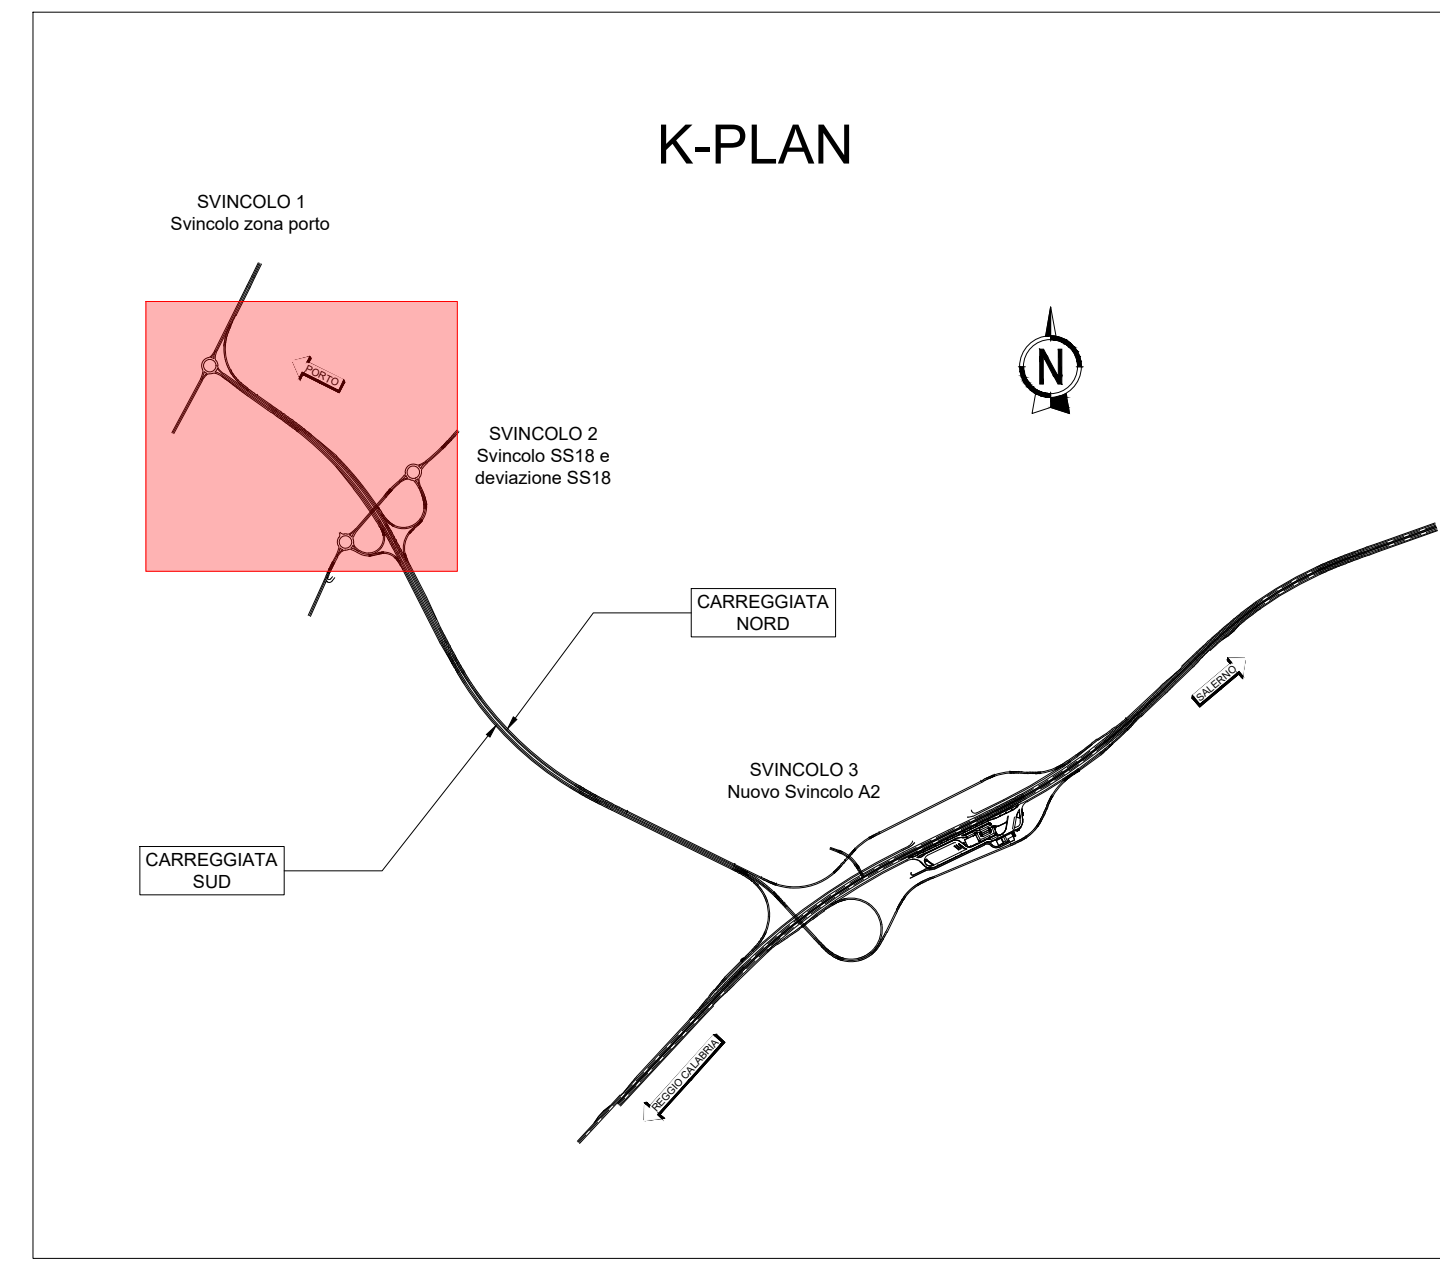 K-PLAN
SVINCOLO 1
Svincolo zona porto
PORTO
N
SVINCOLO 2
Svincolo SS18 e
deviazione SS18
CARREGGIATA
NORD
SALERNO
SVINCOLO 3
Nuovo Svincolo A2
CARREGGIATA
SUD
REGGIO CALABRIA